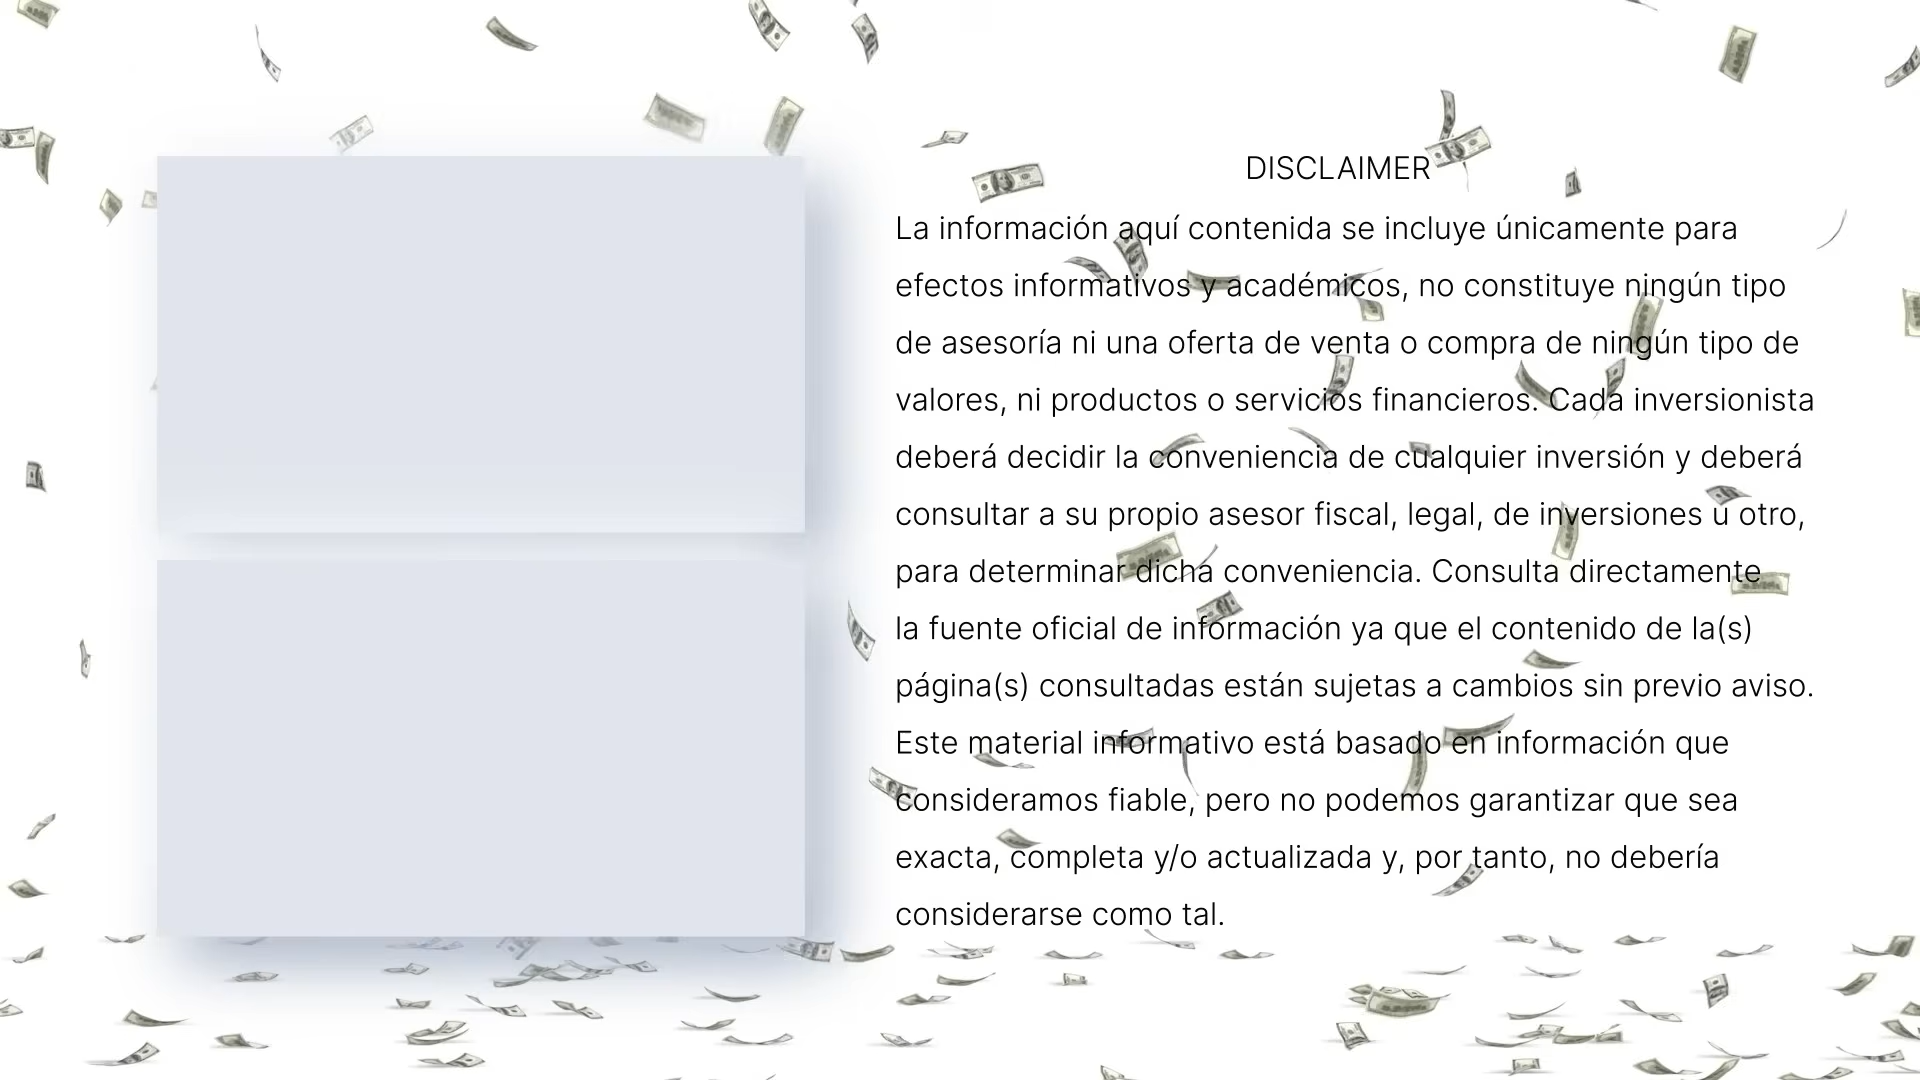 DISCLAIMER
La información aquí contenida se incluye únicamente para
efectos informativos y académicos, no constituye ningún tipo
de asesoría ni una oferta de venta o compra de ningún tipo de
valores, ni productos o servicios financieros. Cada inversionista
deberá decidir la conveniencia de cualquier inversión y deberá
consultar a su propio asesor fiscal, legal, de inversiones u otro,
para determinar dicha conveniencia. Consulta directamente
la fuente oficial de información ya que el contenido de la(s)
página(s) consultadas están sujetas a cambios sin previo aviso.
Este material informativo está basado en información que
consideramos fiable, pero no podemos garantizar que sea
exacta, completa y/o actualizada y, por tanto, no debería
considerarse como tal.